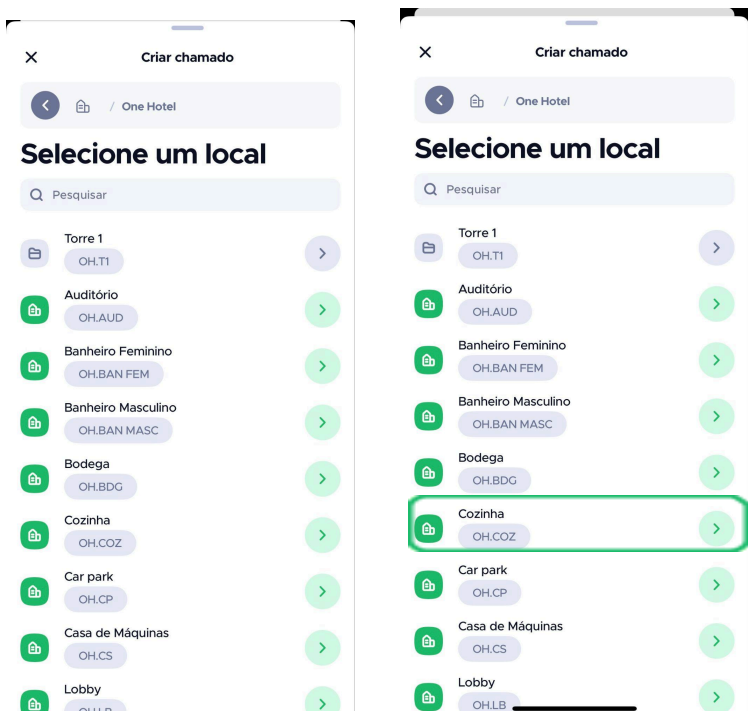 Criar chamado
/ One Hotel
Selecione um local
Pesquisar
Torre 1
OH.T1
Auditório
OH.AUD
Banheiro Feminino
OH.BAN FEM
Banheiro Masculino
OH.BAN MASC
Bodega
OH.BDG
Cozinha
OH.COZ
Car park
OH.CP
Casa de Máquinas
OH.CS
Lobby
Criar chamado
/ One Hotel
Selecione um local
Pesquisar
Torre 1
OH.T1
Auditório
OH.AUD
Banheiro Feminino
OH.BAN FEM
Banheiro Masculino
OH.BAN MASC
Bodega
OH.BDG
Cozinha
OH.COZ
Car park
OH.CP
Casa de Máquinas
OH.CS
Lobby
OH.LB